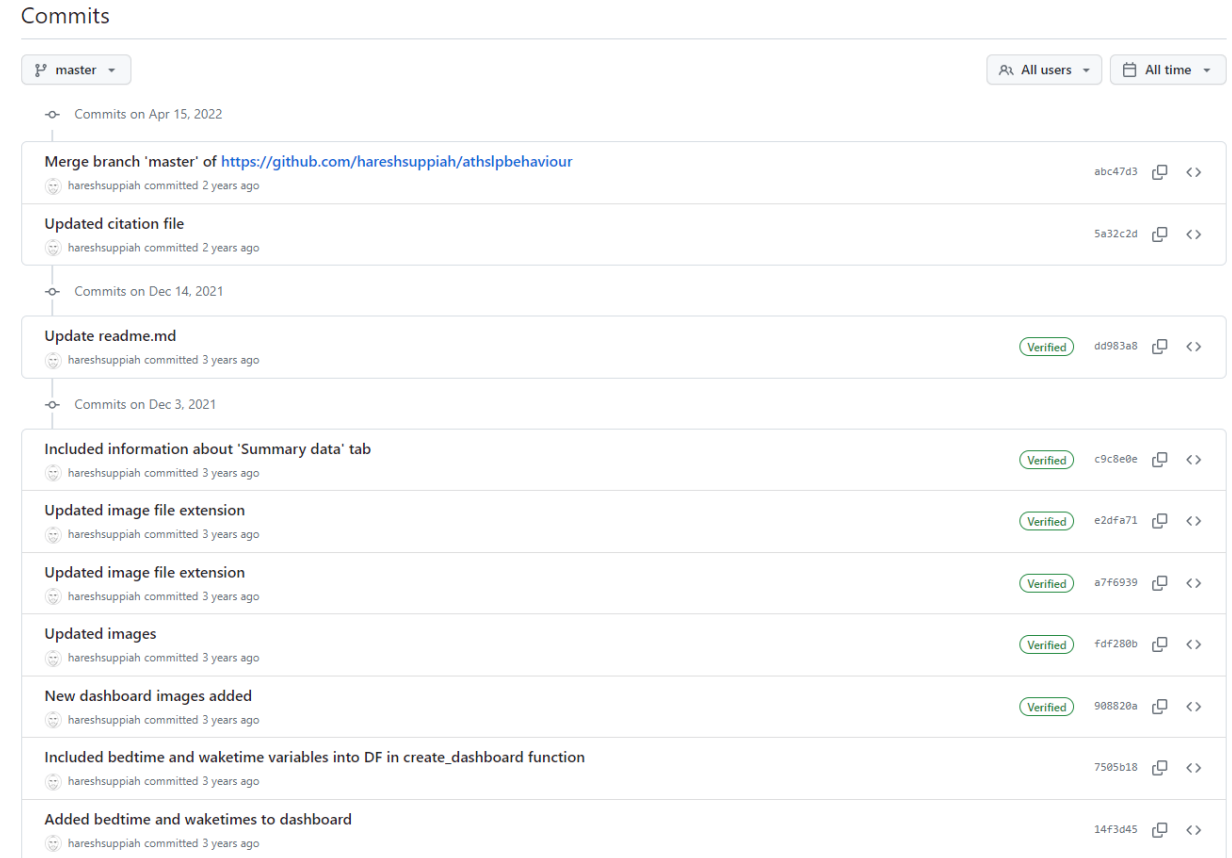 Commits
master All users All time
Commits on Apr 15, 2022
Merge branch 'master' of https://github.com/hareshsuppiah/athslpbehaviour
hareshsuppiah committed 2 years ago
abc47d3
Updated citation file
hareshsuppiah committed 2 years ago
5a32c2d
Commits on Dec 14, 2021
Update readme.md
hareshsuppiah committed 3 years ago
Verified dd983a8
Commits on Dec 3, 2021
Included information about 'Summary data' tab
hareshsuppiah committed 3 years ago
Verified c9c8e0e
Updated image file extension
hareshsuppiah committed 3 years ago
Verified e2dfa71
Updated image file extension
hareshsuppiah committed 3 years ago
Verified a7f6939
Updated images
hareshsuppiah committed 3 years ago
Verified fdf280b
New dashboard images added
hareshsuppiah committed 3 years ago
Verified 908820a
Included bedtime and waketime variables into DF in create_dashboard function
hareshsuppiah committed 3 years ago
7505b18
Added bedtime and waketimes to dashboard
hareshsuppiah committed 3 years ago
14f3d45